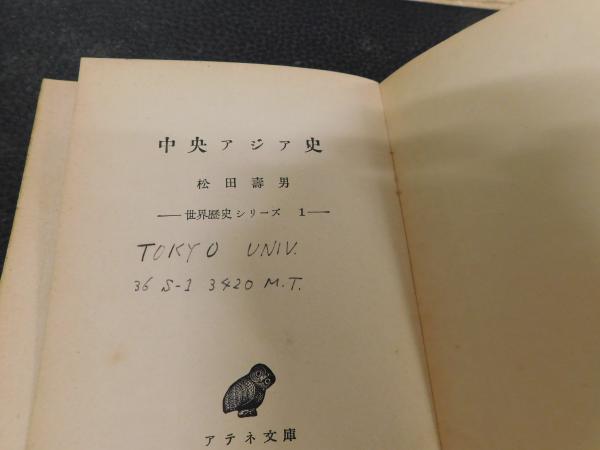 中央アジア史
松田壽男
― 世界歴史シリーズ 1 ―
TOKYO UNIV.
36 S-1 3420 M.T.
アテネ文庫